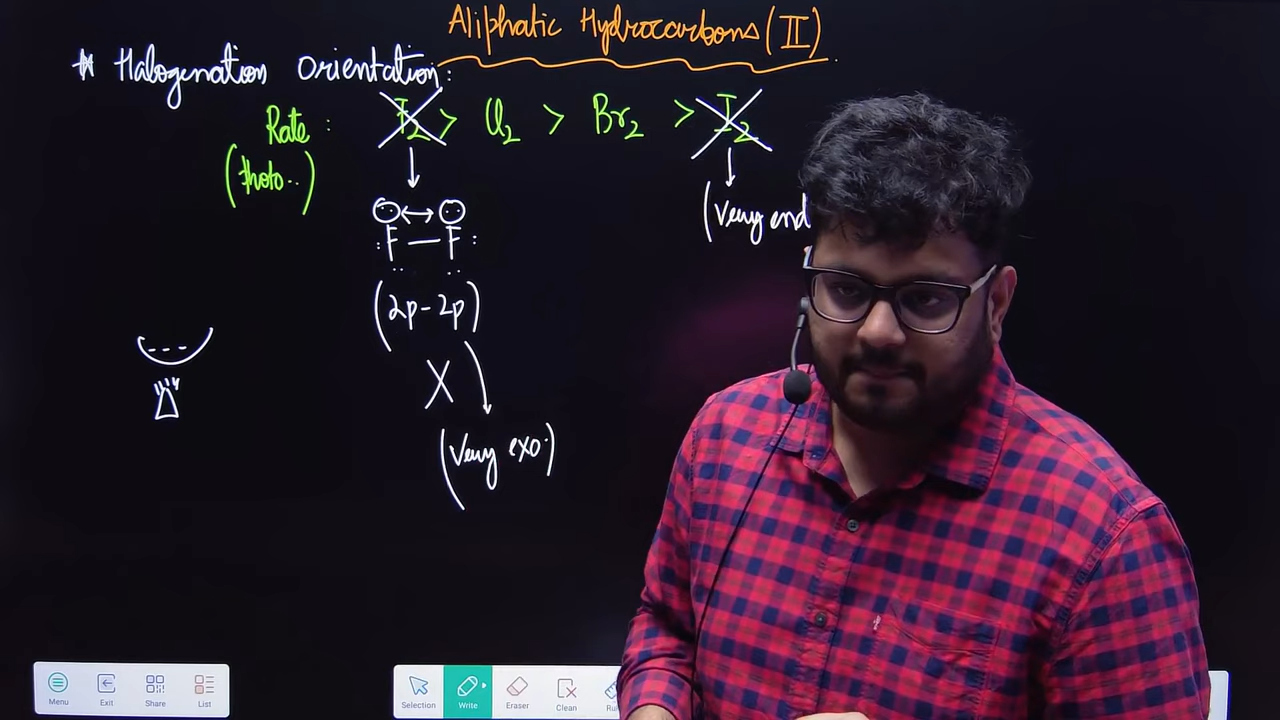 Aliphatic Hydrocarbons (II)
* Halogenation Orientation:
Rate : F2 > Cl2 > Br2 > I2
(Photo..)
(Very end
F — F
(2p-2p)
X
(Very exo.)
Menu Exit Share List Selection Write Eraser Clean